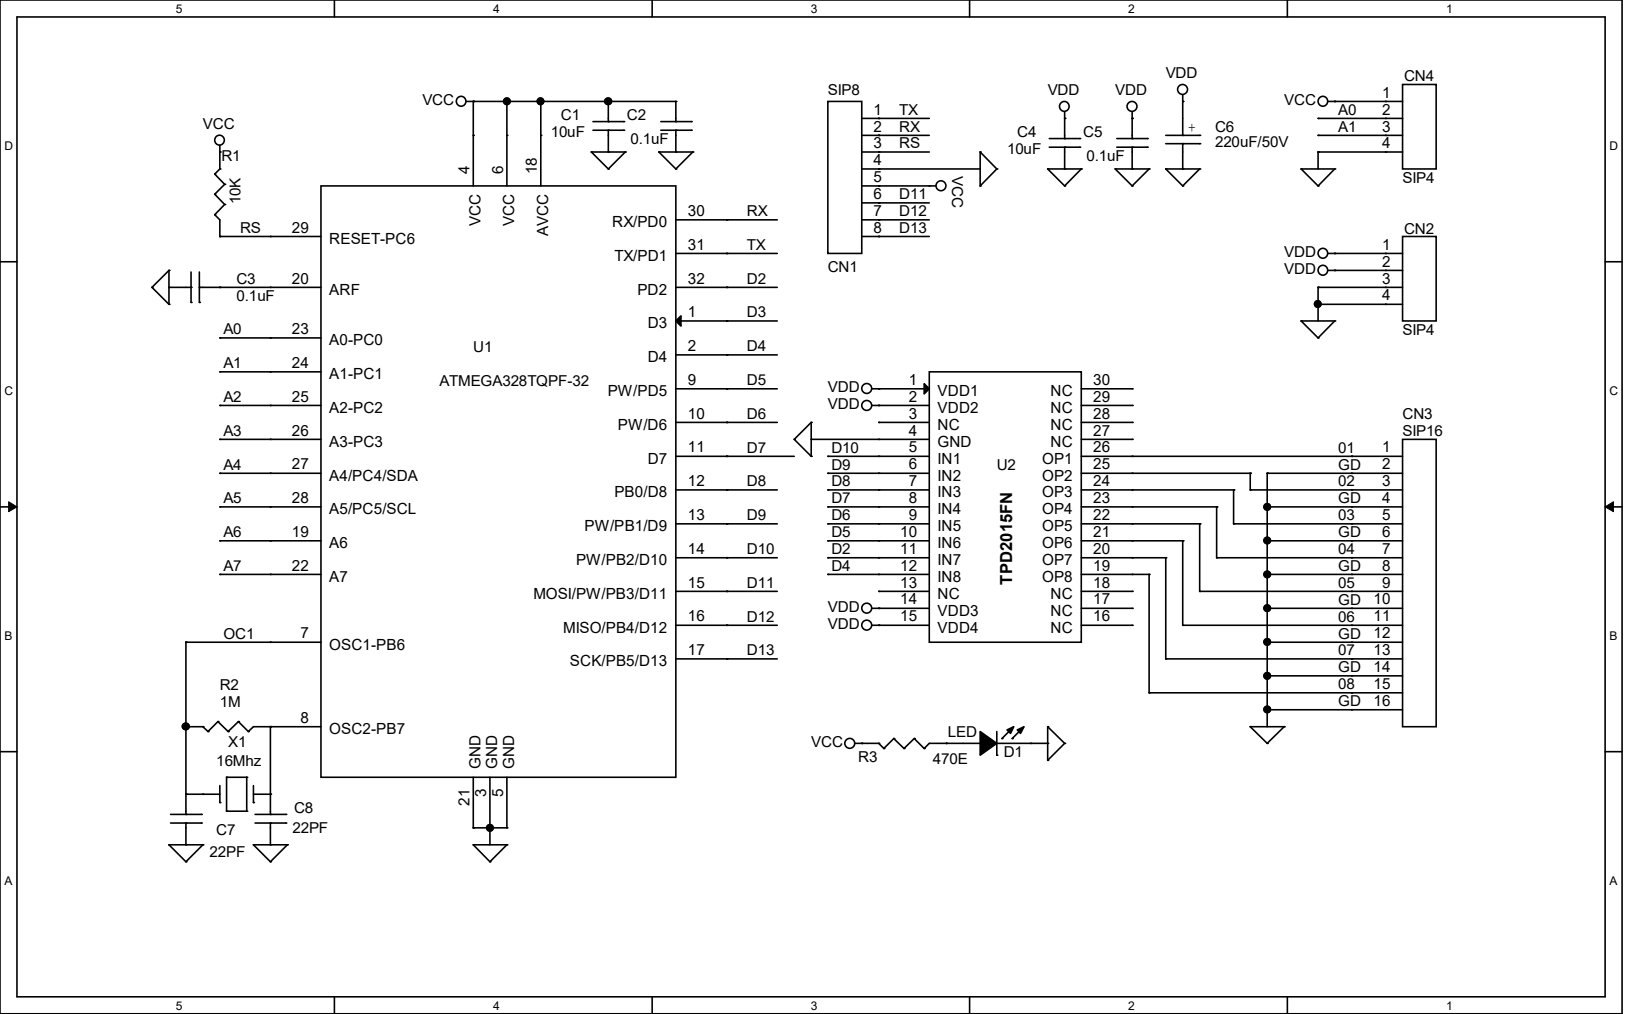 5 4 3 2 1
D
C
B
A
VCC
R1
10K
RS 29 RESET-PC6
C3
0.1uF
20 ARF
A0 23 A0-PC0
A1 24 A1-PC1
A2 25 A2-PC2
A3 26 A3-PC3
A4 27 A4/PC4/SDA
A5 28 A5/PC5/SCL
A6 19 A6
A7 22 A7
OC1 7 OSC1-PB6
R2
1M
8 OSC2-PB7
X1
16Mhz
C7
22PF
C8
22PF
VCC
C1
10uF
C2
0.1uF
4 6 18
VCC VCC AVCC
U1
ATMEGA328TQPF-32
RX/PD0 30 RX
TX/PD1 31 TX
PD2 32 D2
D3 1 D3
D4 2 D4
PW/PD5 9 D5
PW/D6 10 D6
D7 11 D7
PB0/D8 12 D8
PW/PB1/D9 13 D9
PW/PB2/D10 14 D10
MOSI/PW/PB3/D11 15 D11
MISO/PB4/D12 16 D12
SCK/PB5/D13 17 D13
GND GND GND
21 3 5
SIP8
1 TX
2 RX
3 RS
4
5 VCC
6 D11
7 D12
8 D13
CN1
VDD VDD VDD
C4
10uF
C5
0.1uF
+
C6
220uF/50V
CN4
VCC 1
A0 2
A1 3
4
SIP4
CN2
VDD 1
VDD 2
3
4
SIP4
VDD 1 VDD1
VDD 2 VDD2
3 NC
4 GND
D10 5 IN1
D9 6 IN2
D8 7 IN3
D7 8 IN4
D6 9 IN5
D5 10 IN6
D2 11 IN7
D4 12 IN8
13 NC
VDD 14 VDD3
VDD 15 VDD4
U2
TPD2015FN
NC 30
NC 29
NC 28
NC 27
OP1 26
OP2 25
OP3 24
OP4 23
OP5 22
OP6 21
OP7 20
OP8 19
NC 18
NC 17
NC 16
CN3
SIP16
01 1
GD 2
02 3
GD 4
03 5
GD 6
04 7
GD 8
05 9
GD 10
06 11
GD 12
07 13
GD 14
08 15
GD 16
VCC
R3
470E
LED
D1
D
C
B
A
5 4 3 2 1